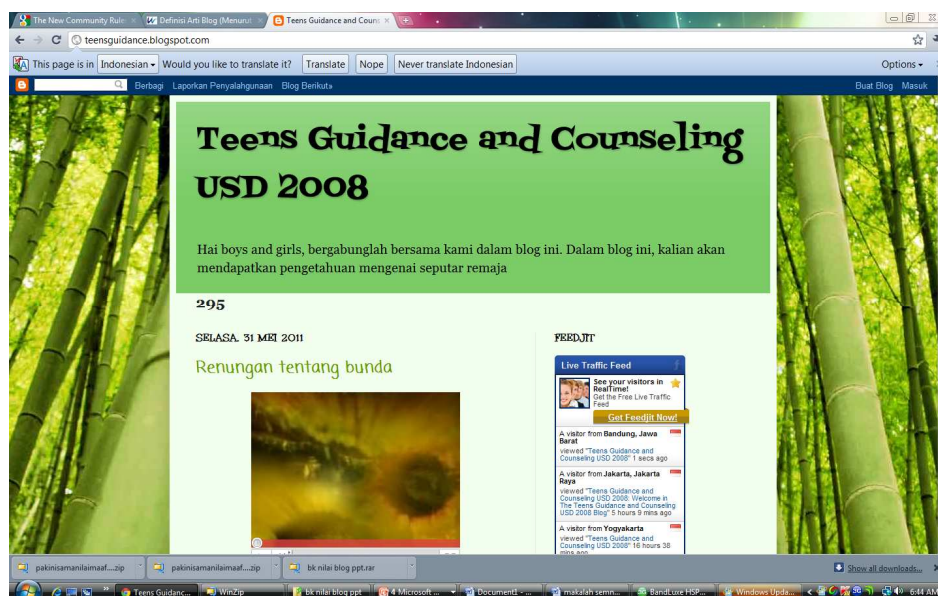 The New Community Rule
Definisi Arti Blog (Menurut
Teens Guidance and Couns
teensguidance.blogspot.com
This page is in Indonesian Would you like to translate it? Translate Nope Never translate Indonesian Options
Berbagi Laporkan Penyalahgunaan Blog Berikut» Buat Blog Masuk
Teens Guidance and Counseling
USD 2008
Hai boys and girls, bergabunglah bersama kami dalam blog ini. Dalam blog ini, kalian akan
mendapatkan pengetahuan mengenai seputar remaja
295
SELASA, 31 MEI 2011
Renungan tentang bunda
FEEDJIT
Live Traffic Feed
See your visitors in
RealTime!
Get the Free Live Traffic
Feed
Get Feedjit Now!
A visitor from Bandung, Jawa
Barat
viewed "Teens Guidance and
Counseling USD 2008" 1 secs ago
A visitor from Jakarta, Jakarta
Raya
viewed "Teens Guidance and
Counseling USD 2008: Welcome in
The Teens Guidance and Counseling
USD 2008 Blog" 5 hours 9 mins ago
A visitor from Yogyakarta
viewed "Teens Guidance and
Counseling USD 2008" 16 hours 38
mins ago
pakinisamanilaimaaf....zip pakinisamanilaimaaf....zip bk nilai blog ppt.rar Show all downloads...
Teens Guidanc... WinZip bk nilai blog ppt 4 Microsoft ... Document1 - ... makalah semn... BandLuxe HSP... Windows Upda... 6:44 AM